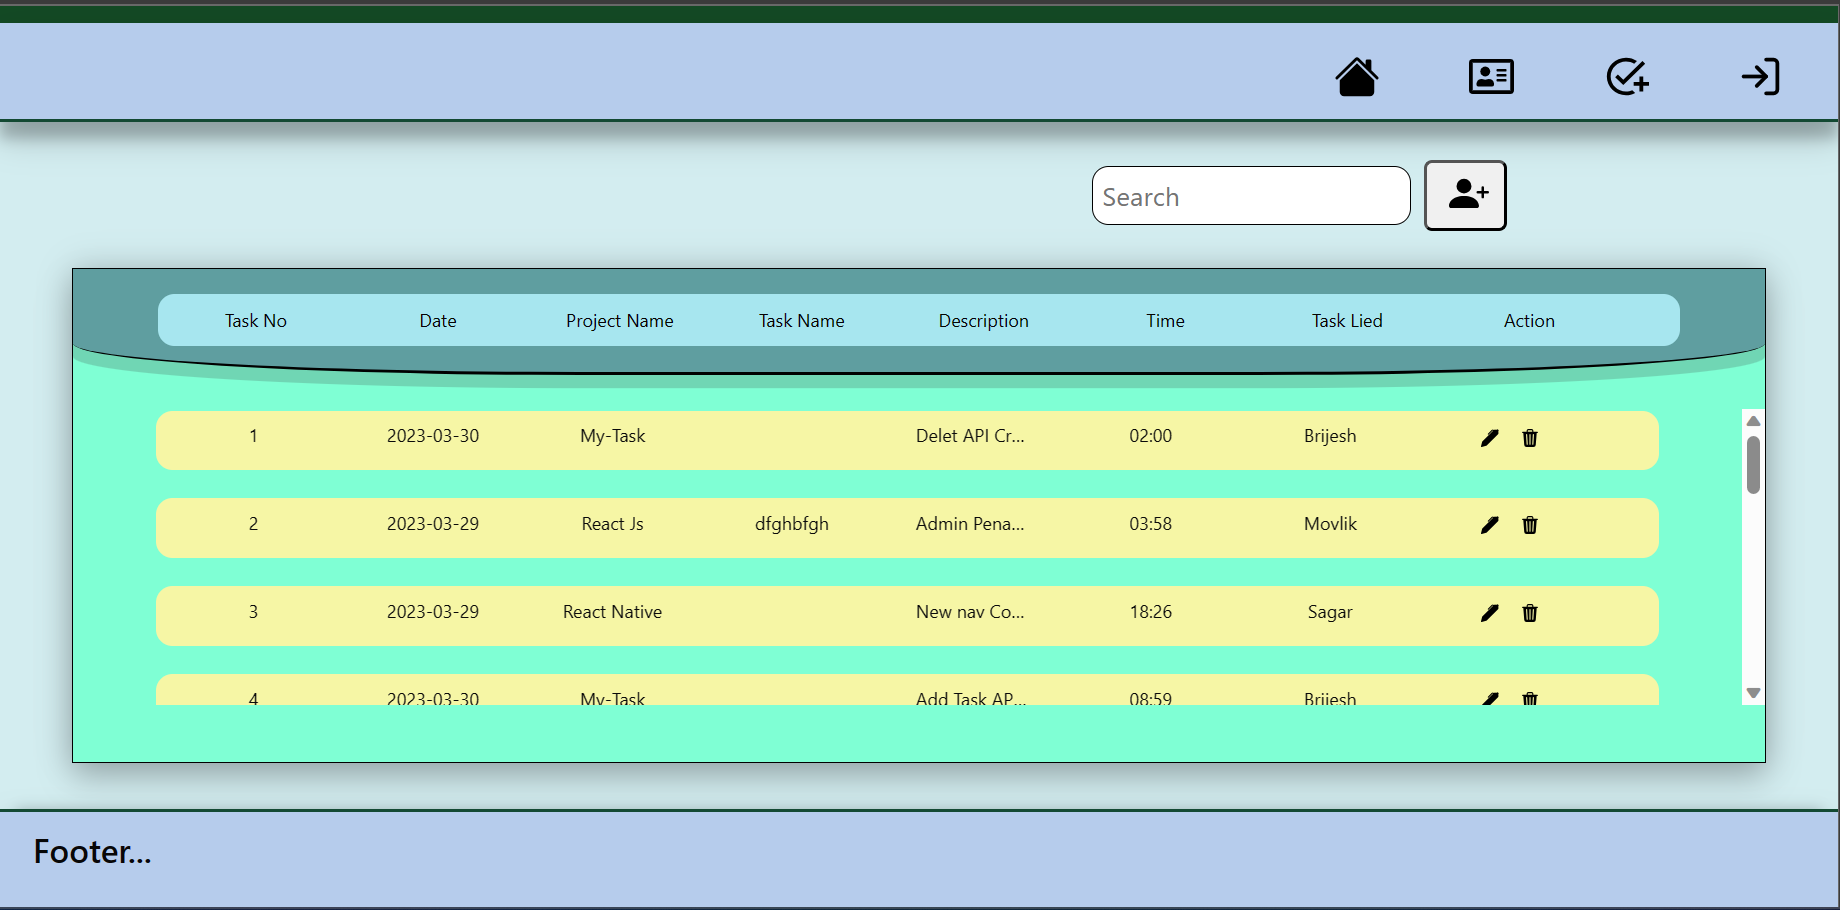 Search
Task No Date Project Name Task Name Description Time Task Lied Action
1 2023-03-30 My-Task Delet API Cr... 02:00 Brijesh
2 2023-03-29 React Js dfghbfgh Admin Pena... 03:58 Movlik
3 2023-03-29 React Native New nav Co... 18:26 Sagar
4 2023-03-30 My-Task Add Task AP... 08:59 Brijesh
Footer...